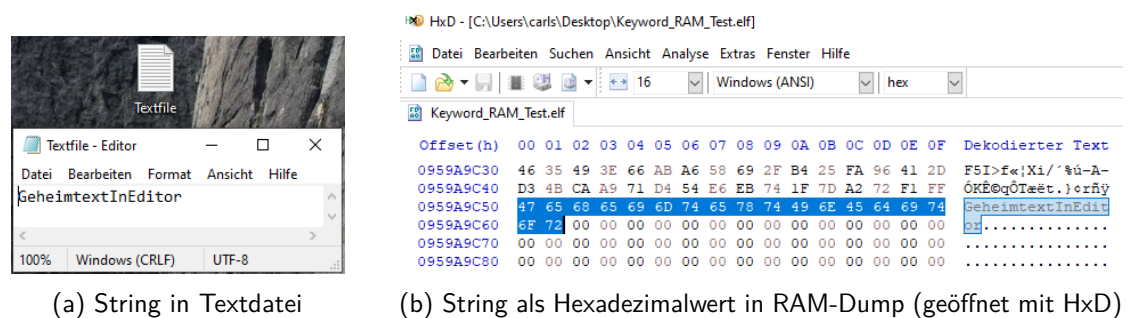 Textfile
Textfile - Editor
Datei Bearbeiten Format Ansicht Hilfe
GeheimtextInEditor
100% Windows (CRLF) UTF-8
(a) String in Textdatei
HxD - [C:\Users\carls\Desktop\Keyword_RAM_Test.elf]
Datei Bearbeiten Suchen Ansicht Analyse Extras Fenster Hilfe
16 Windows (ANSI) hex
Keyword_RAM_Test.elf
Offset(h) 00 01 02 03 04 05 06 07 08 09 0A 0B 0C 0D 0E 0F Dekodierter Text
0959A9C30 46 35 49 3E 66 AB A6 58 69 2F B4 25 FA 96 41 2D F5I>f«¦Xi/´%ú–A-
0959A9C40 D3 4B CA A9 71 D4 54 E6 EB 74 1F 7D A2 72 F1 FF ÓKÊ©qÔTæët.}¢rñÿ
0959A9C50 47 65 68 65 69 6D 74 65 78 74 49 6E 45 64 69 74 GeheimtextInEdit
0959A9C60 6F 72 00 00 00 00 00 00 00 00 00 00 00 00 00 00 or..............
0959A9C70 00 00 00 00 00 00 00 00 00 00 00 00 00 00 00 00 ................
0959A9C80 00 00 00 00 00 00 00 00 00 00 00 00 00 00 00 00 ................
(b) String als Hexadezimalwert in RAM-Dump (geöffnet mit HxD)